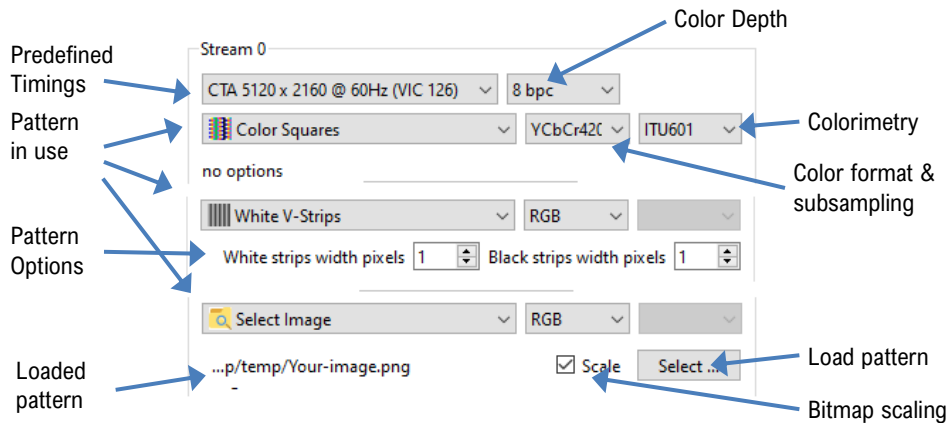 Color Depth
Stream 0
Predefined
Timings
CTA 5120 x 2160 @ 60Hz (VIC 126)
8 bpc
Pattern
in use
Color Squares
YCbCr420
ITU601
Colorimetry
no options
Color format &
subsampling
White V-Strips
RGB
Pattern
Options
White strips width pixels
1
Black strips width pixels
1
Select Image
RGB
Loaded
pattern
...p/temp/Your-image.png
Scale
Select ...
Load pattern
Bitmap scaling